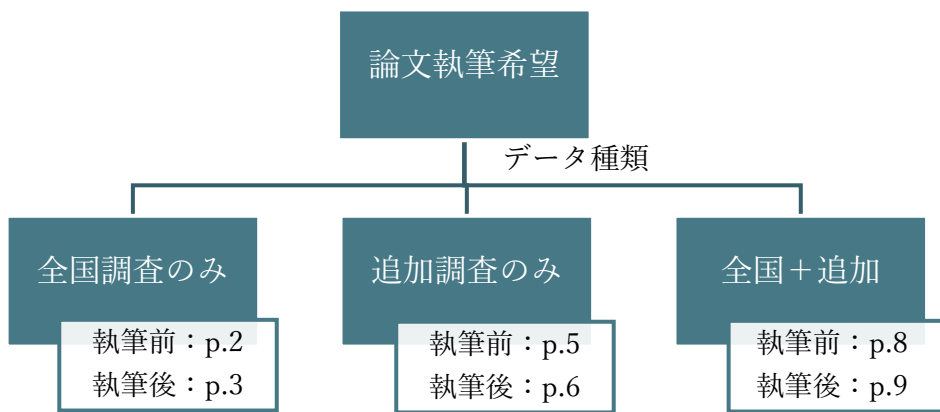 論文執筆希望
データ種類
全国調査のみ
執筆前：p.2
執筆後：p.3
追加調査のみ
執筆前：p.5
執筆後：p.6
全国＋追加
執筆前：p.8
執筆後：p.9